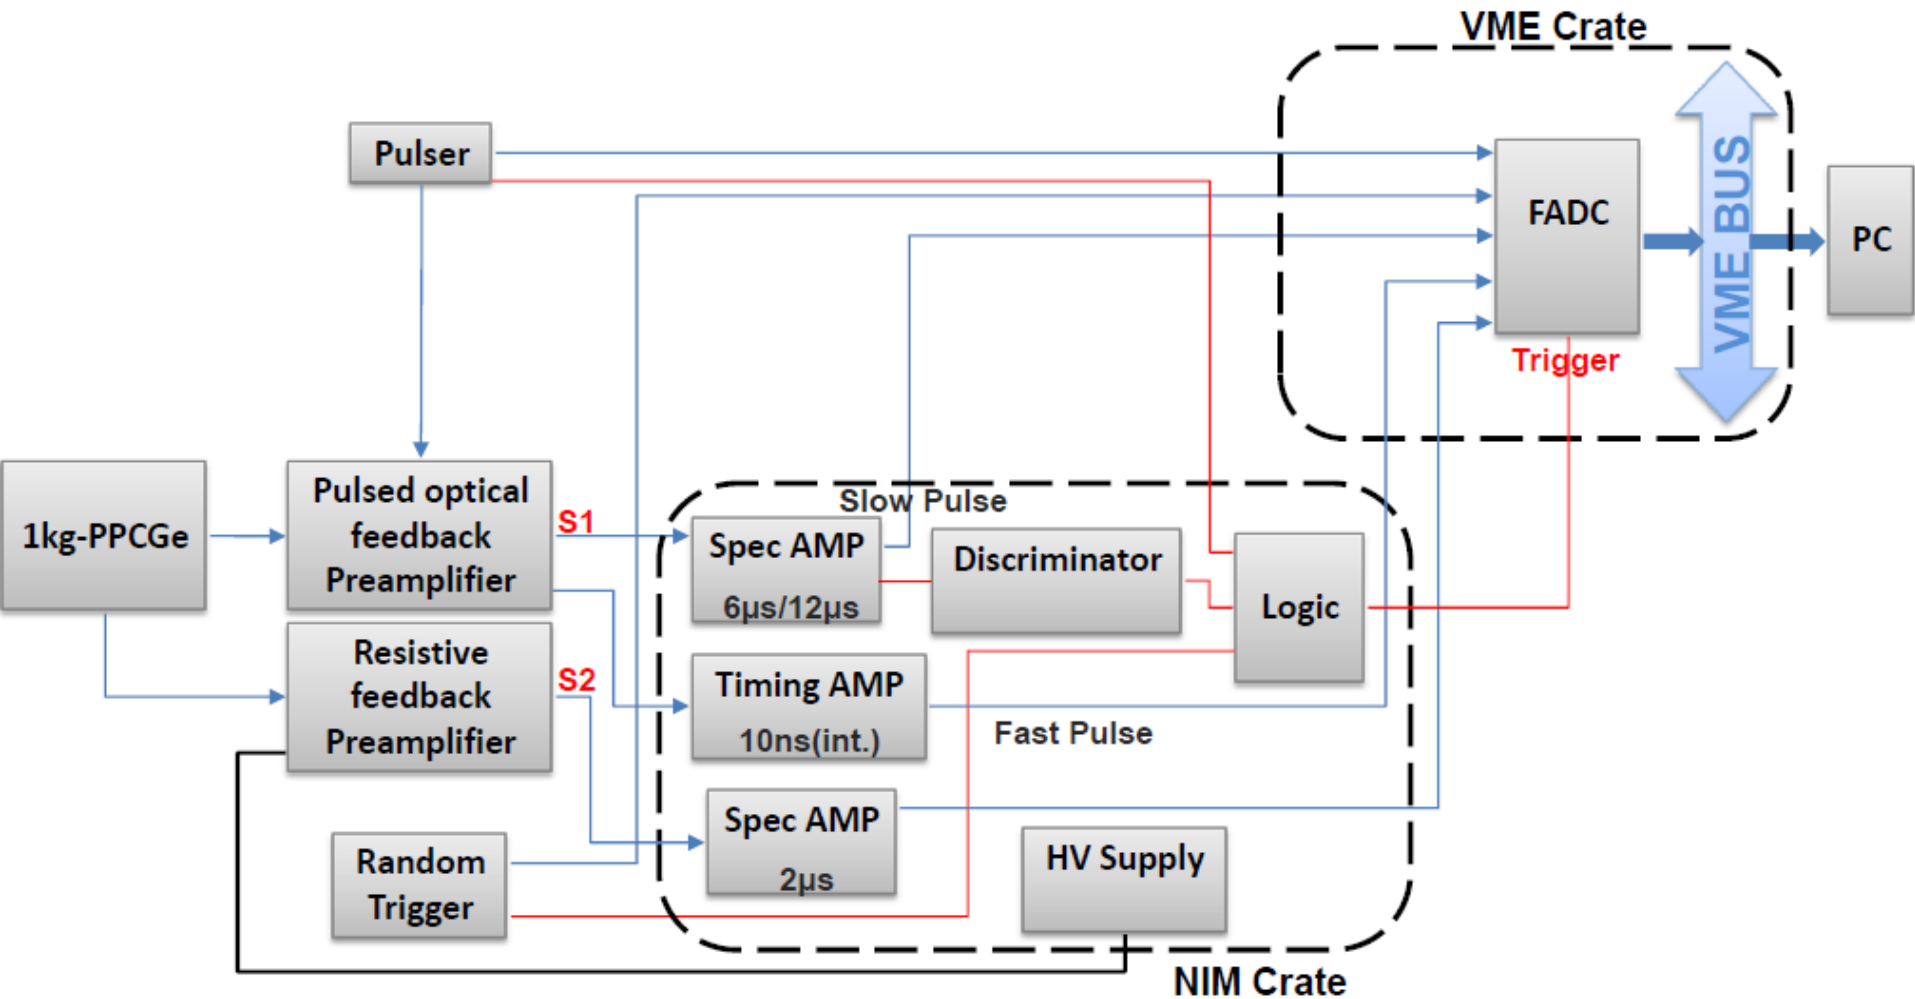 VME Crate
Pulser
FADC
VME BUS
PC
Trigger
1kg-PPCGe
Pulsed optical
feedback
Preamplifier
S1
Slow Pulse
Spec AMP
6μs/12μs
Discriminator
Logic
Resistive
feedback
Preamplifier
S2
Timing AMP
10ns(int.)
Fast Pulse
Spec AMP
2μs
HV Supply
Random
Trigger
NIM Crate